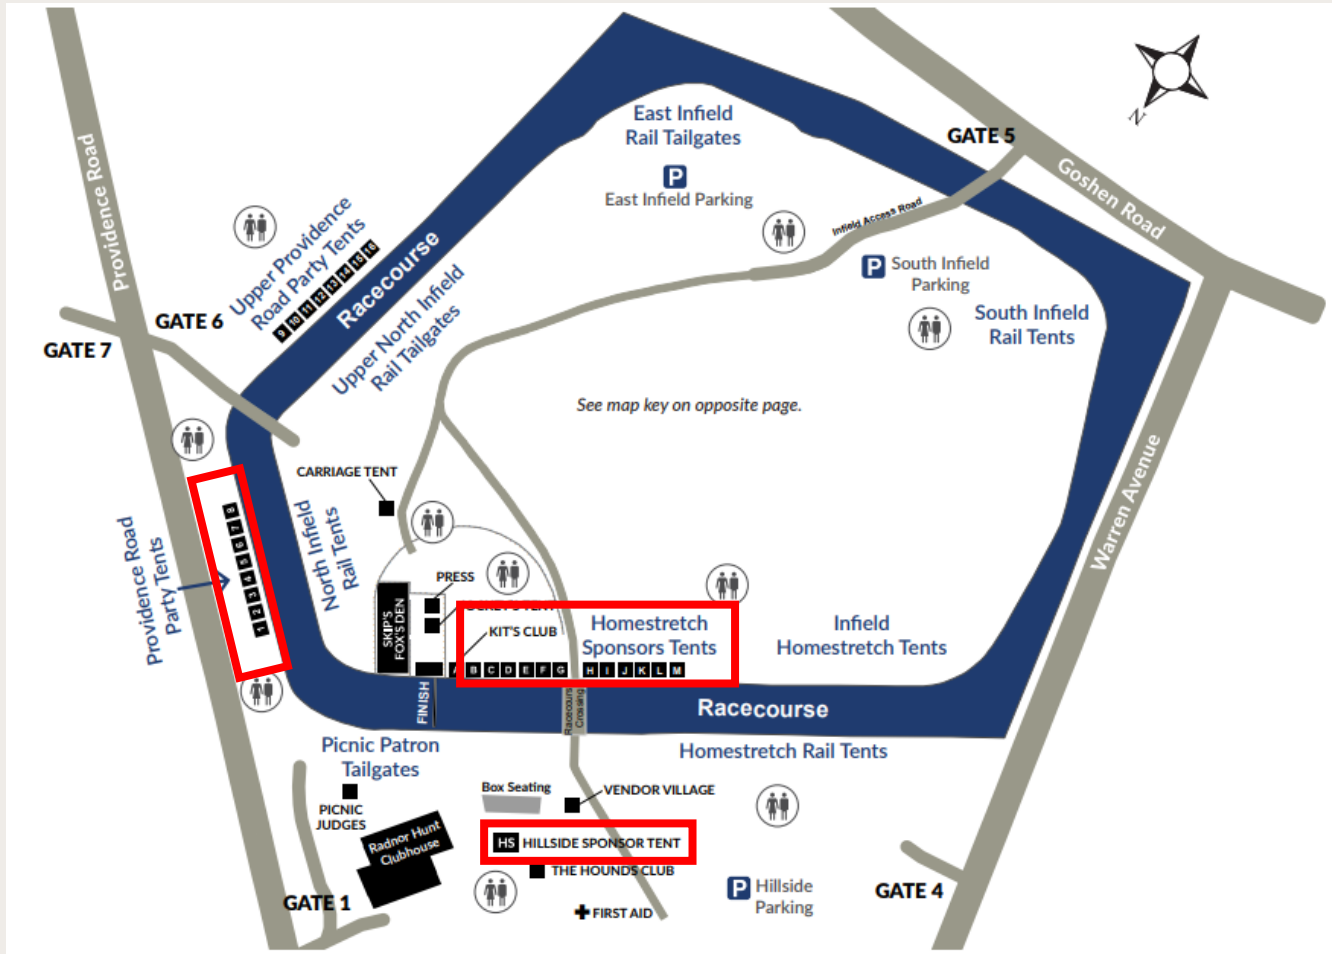 N
GATE 5
Goshen Road
Providence Road
East Infield
Rail Tailgates
P
East Infield Parking
Infield Access Road
P
South Infield
Parking
South Infield
Rail Tents
Upper Providence
Road Party Tents
9 10 11 12 13 14 15 16
Racecourse
Upper North Infield
Rail Tailgates
GATE 6
GATE 7
See map key on opposite page.
Warren Avenue
CARRIAGE TENT
Providence Road
Party Tents
1 2 3 4 5 6 7 8
North Infield
Rail Tents
PRESS
SKIP'S
FOX'S DEN
KIT'S CLUB
Homestretch
Sponsors Tents
Infield
Homestretch Tents
A B C D E F G
H I J K L M
FINISH
Racecourse
Crossing
Racecourse
Picnic Patron
Tailgates
Homestretch Rail Tents
PICNIC
JUDGES
Box Seating
VENDOR VILLAGE
Radnor Hunt
Clubhouse
HS HILLSIDE SPONSOR TENT
THE HOUNDS CLUB
P
Hillside
Parking
GATE 4
GATE 1
FIRST AID